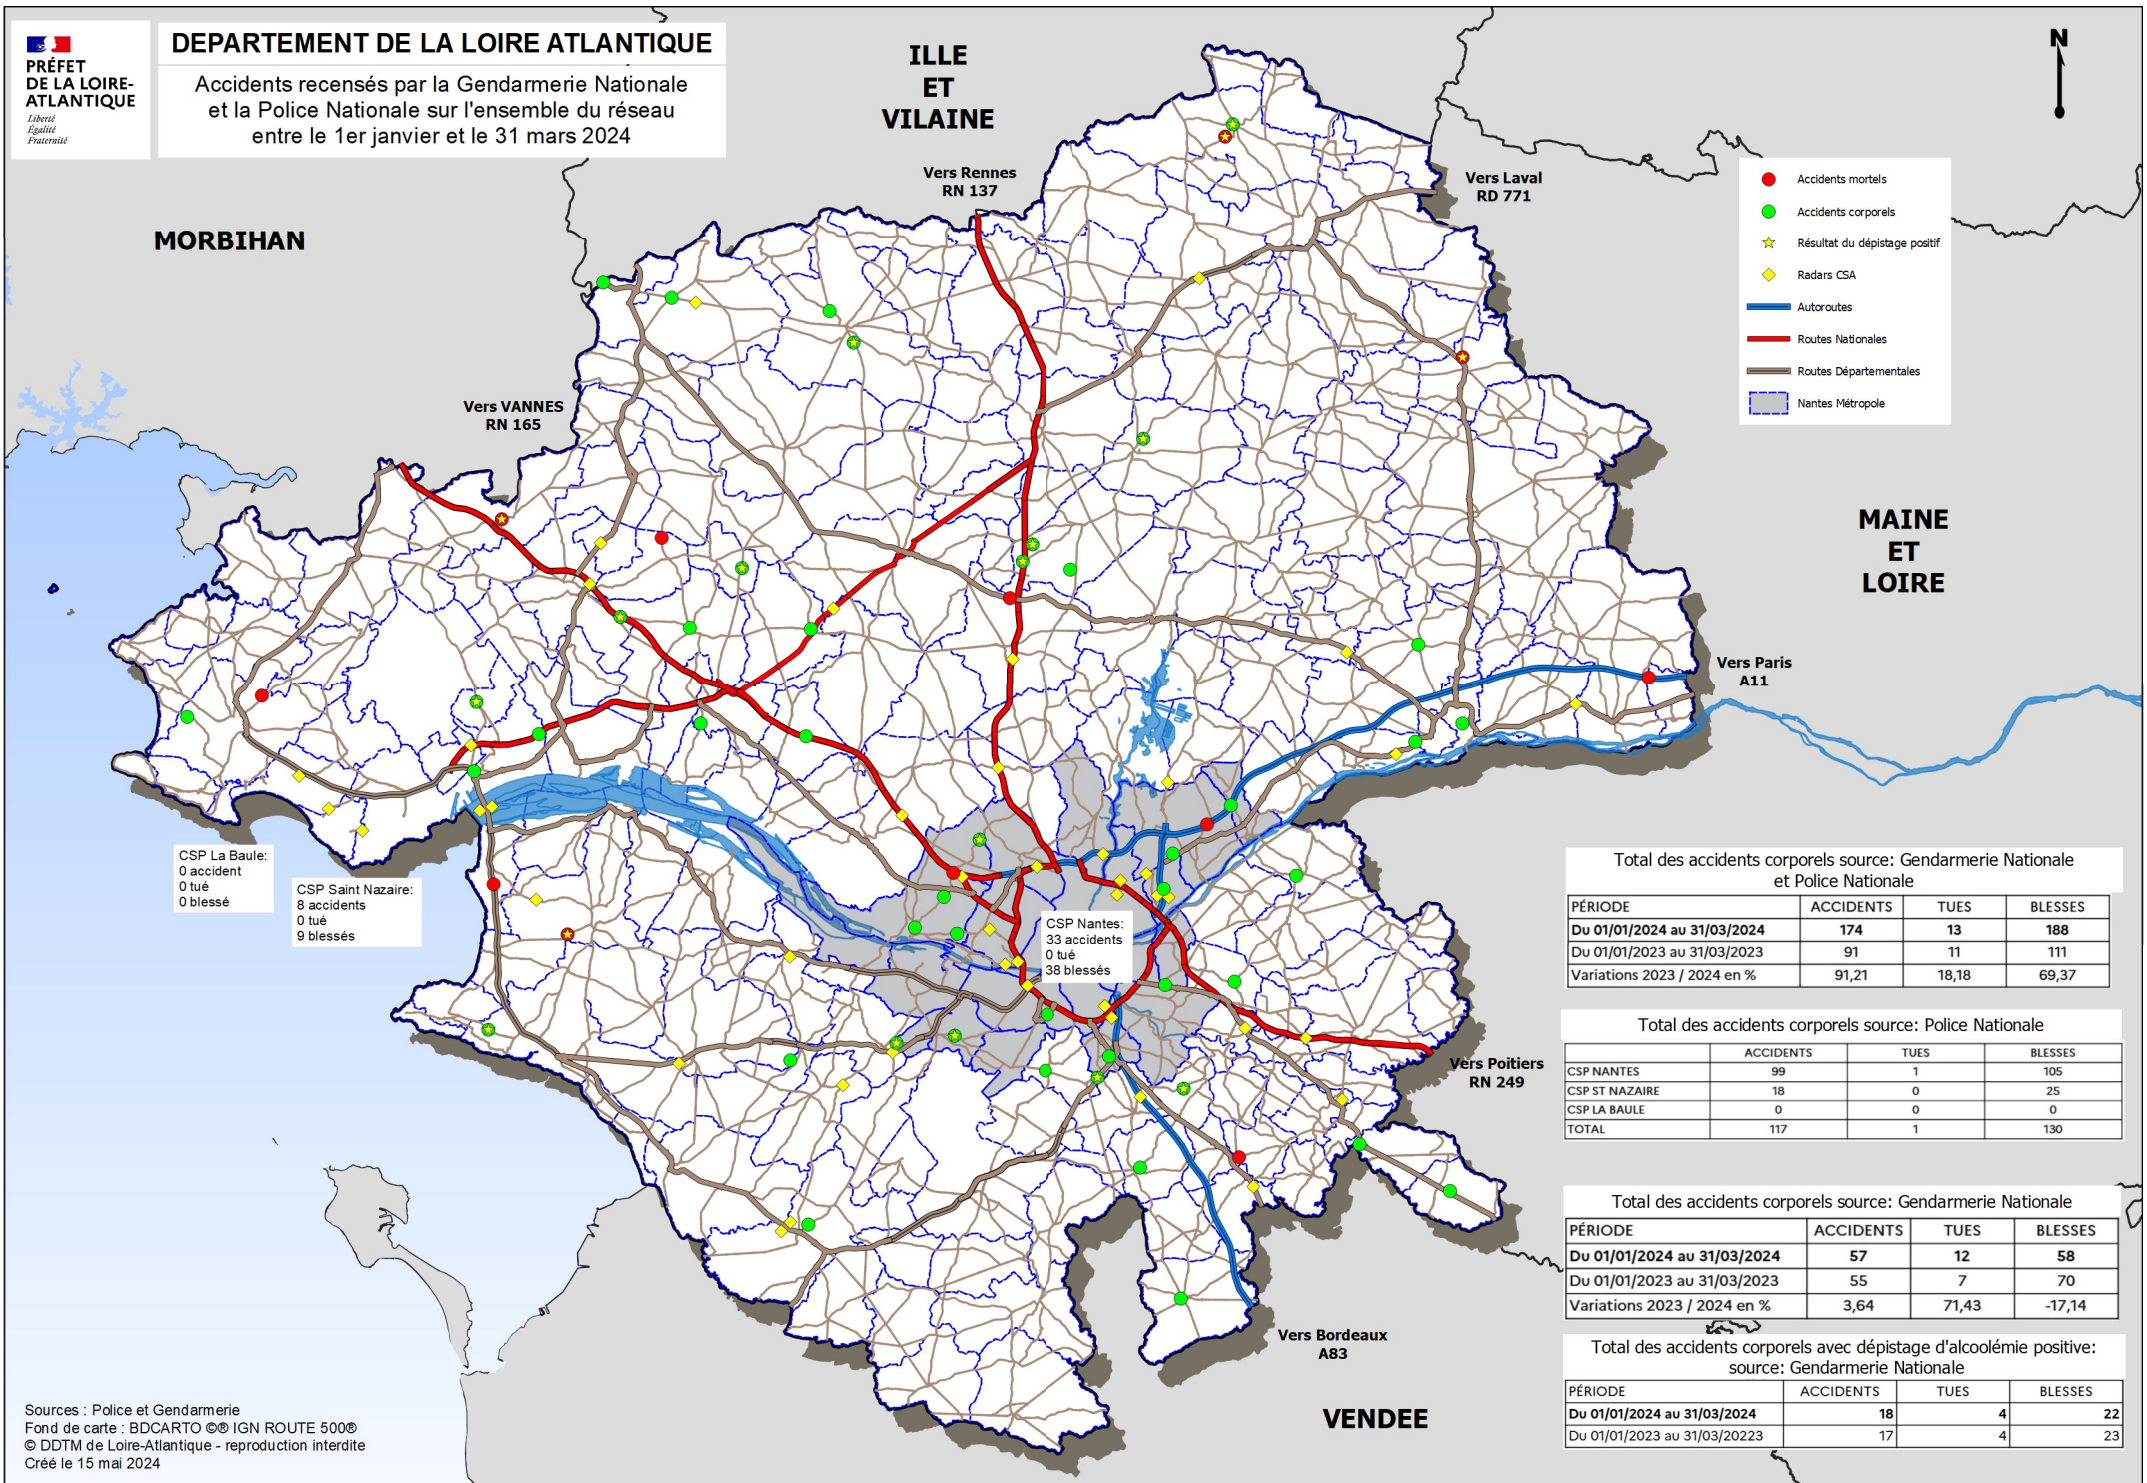 PRÉFET
DE LA LOIRE-
ATLANTIQUE
Liberté
Égalité
Fraternité
DEPARTEMENT DE LA LOIRE ATLANTIQUE
Accidents recensés par la Gendarmerie Nationale
et la Police Nationale sur l'ensemble du réseau
entre le 1er janvier et le 31 mars 2024
ILLE
ET
VILAINE
N
MORBIHAN
Vers Rennes
RN 137
Vers Laval
RD 771
Accidents mortels
Accidents corporels
Résultat du dépistage positif
Radars CSA
Autoroutes
Routes Nationales
Routes Départementales
Nantes Métropole
Vers VANNES
RN 165
MAINE
ET
LOIRE
Vers Paris
A11
CSP La Baule:
0 accident
0 tué
0 blessé
CSP Saint Nazaire:
8 accidents
0 tué
9 blessés
CSP Nantes:
33 accidents
0 tué
38 blessés
Total des accidents corporels source: Gendarmerie Nationale
et Police Nationale
PÉRIODE ACCIDENTS TUES BLESSES
Du 01/01/2024 au 31/03/2024 174 13 188
Du 01/01/2023 au 31/03/2023 91 11 111
Variations 2023 / 2024 en % 91,21 18,18 69,37
Total des accidents corporels source: Police Nationale
ACCIDENTS TUES BLESSES
CSP NANTES 99 1 105
CSP ST NAZAIRE 18 0 25
CSP LA BAULE 0 0 0
TOTAL 117 1 130
Vers Poitiers
RN 249
Total des accidents corporels source: Gendarmerie Nationale
PÉRIODE ACCIDENTS TUES BLESSES
Du 01/01/2024 au 31/03/2024 57 12 58
Du 01/01/2023 au 31/03/2023 55 7 70
Variations 2023 / 2024 en % 3,64 71,43 -17,14
Vers Bordeaux
A83
Total des accidents corporels avec dépistage d'alcoolémie positive:
source: Gendarmerie Nationale
PÉRIODE ACCIDENTS TUES BLESSES
Du 01/01/2024 au 31/03/2024 18 4 22
Du 01/01/2023 au 31/03/20223 17 4 23
VENDEE
Sources : Police et Gendarmerie
Fond de carte : BDCARTO ©® IGN ROUTE 500®
© DDTM de Loire-Atlantique - reproduction interdite
Créé le 15 mai 2024